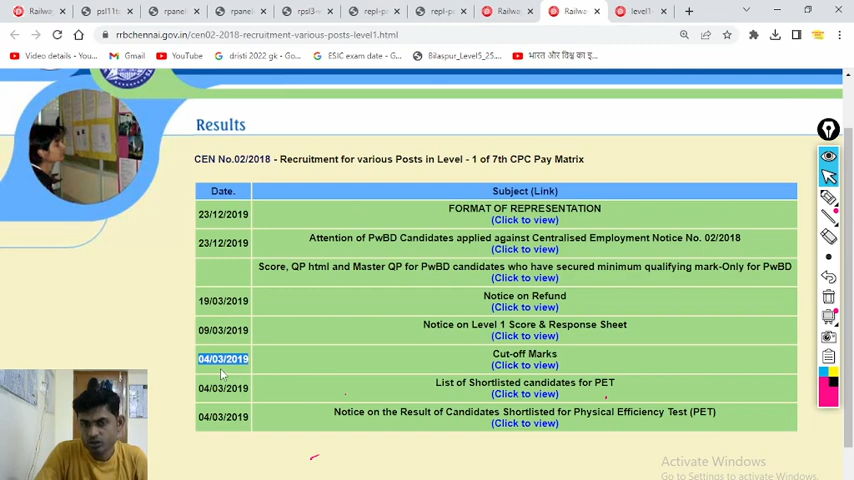 Railway
psl11ta
rpanel
rpanel-
rpsl3-v
repl-pa
repl-pa
Railway
Railway
level1-
rrbchennai.gov.in/cen02-2018-recruitment-various-posts-level1.html
Video details - You...
Gmail
YouTube
dristi 2022 gk - Go...
ESIC exam date - G...
Bilaspur_Level5_25....
भारत और विश्व का इ...
Results
CEN No.02/2018 - Recruitment for various Posts in Level - 1 of 7th CPC Pay Matrix
Date. Subject (Link)
23/12/2019 FORMAT OF REPRESENTATION
(Click to view)
23/12/2019 Attention of PwBD Candidates applied against Centralised Employment Notice No. 02/2018
(Click to view)
Score, QP html and Master QP for PwBD candidates who have secured minimum qualifying mark-Only for PwBD
(Click to view)
19/03/2019 Notice on Refund
(Click to view)
09/03/2019 Notice on Level 1 Score & Response Sheet
(Click to view)
04/03/2019 Cut-off Marks
(Click to view)
04/03/2019 List of Shortlisted candidates for PET
(Click to view)
04/03/2019 Notice on the Result of Candidates Shortlisted for Physical Efficiency Test (PET)
(Click to view)
Activate Windows
Go to Settings to activate Windows.